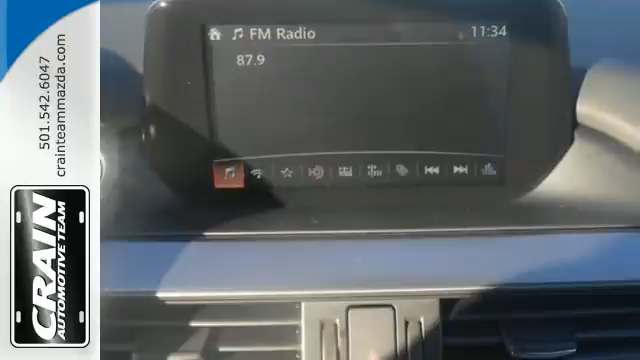 501.542.6047
crainteammazda.com
CRAIN
AUTOMOTIVE TEAM
FM Radio
11:34
87.9